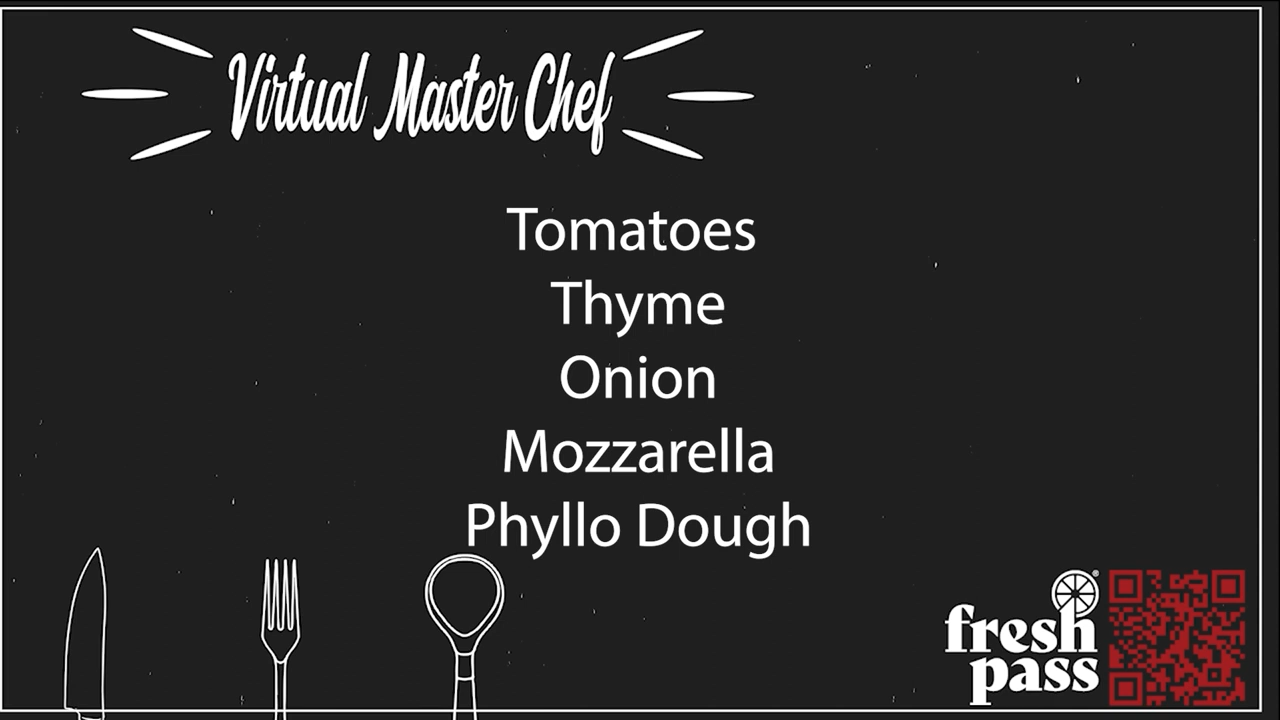 Virtual Master Chef
Tomatoes
Thyme
Onion
Mozzarella
Phyllo Dough
fresh
pass